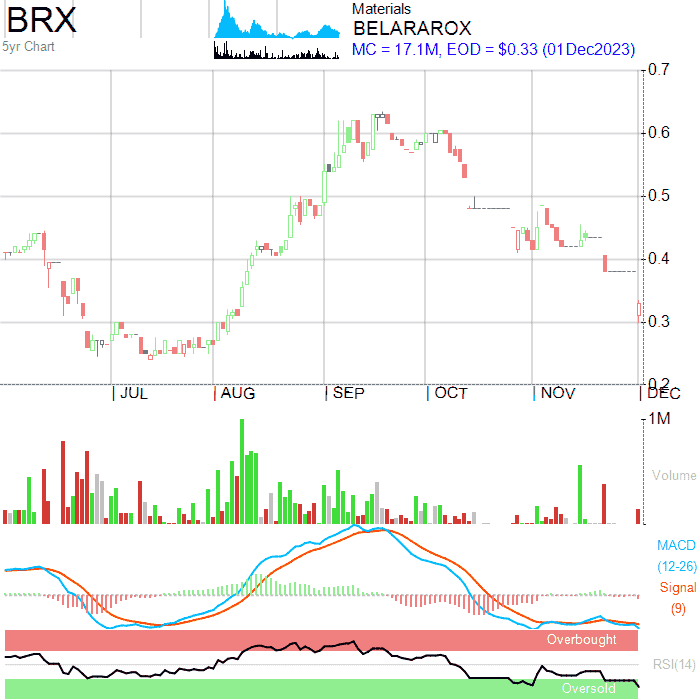 BRX
5yr Chart
Materials
BELARAROX
MC = 17.1M, EOD = $0.33 (01Dec2023)
0.7
0.6
0.5
0.4
0.3
0.2
JUL
AUG
SEP
OCT
NOV
DEC
1M
Volume
MACD
(12-26)
Signal
(9)
Overbought
RSI(14)
Oversold